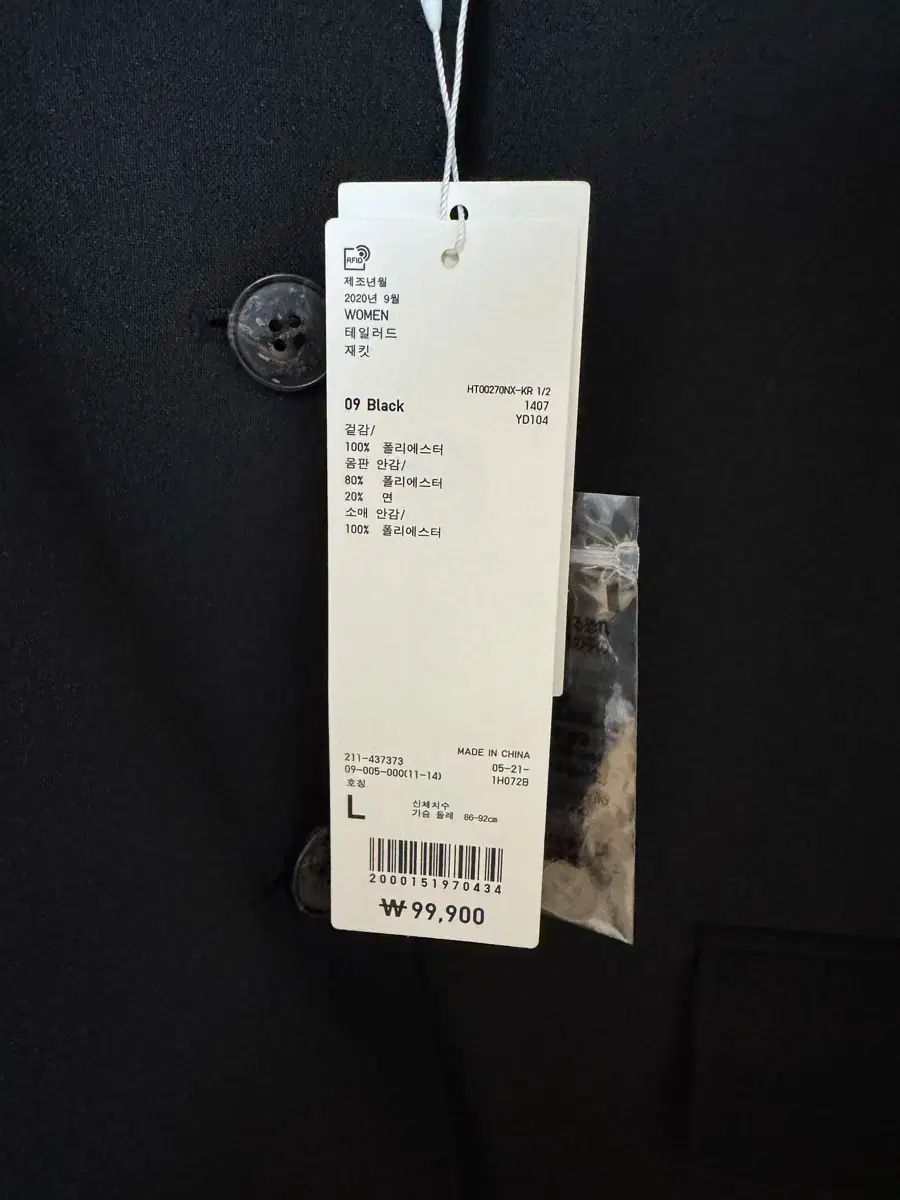 RFID
제조년월
2020년 9월
WOMEN
테일러드
재킷
HT00270NX-KR 1/2
09 Black 1407
YD104
겉감/
100% 폴리에스터
몸판 안감/
80% 폴리에스터
20% 면
소매 안감/
100% 폴리에스터
211-437373 MADE IN CHINA
09-005-000(11-14) 05-21-
호칭 1H072B
L 신체치수
가슴 둘레 86-92cm
2000151970434
₩99,900